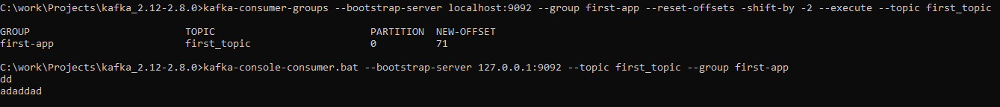 C:\work\Projects\kafka_2.12-2.8.0>kafka-consumer-groups --bootstrap-server localhost:9092 --group first-app --reset-offsets -shift-by -2 --execute --topic first_topic
GROUP                          TOPIC                          PARTITION  NEW-OFFSET
first-app                      first_topic                    0          71
C:\work\Projects\kafka_2.12-2.8.0>kafka-console-consumer.bat --bootstrap-server 127.0.0.1:9092 --topic first_topic --group first-app
dd
adaddad